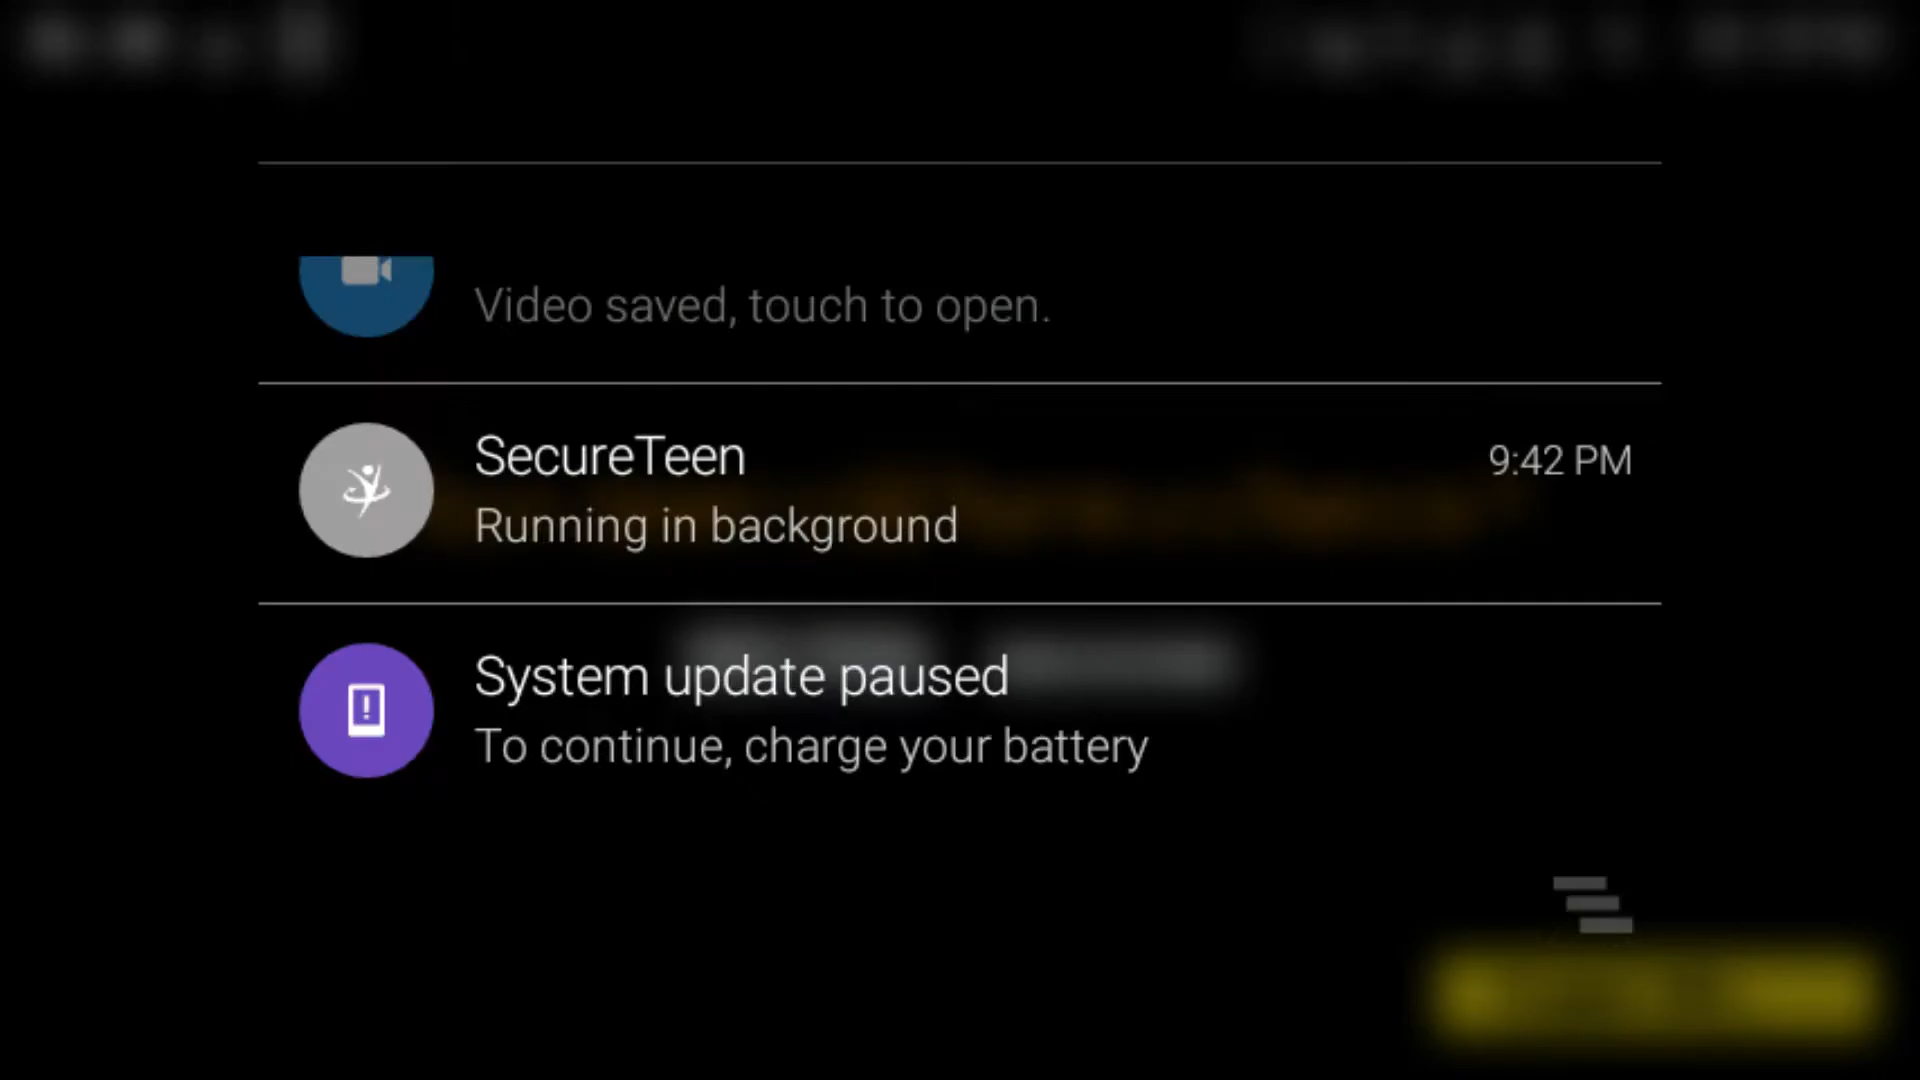 Video saved, touch to open.
SecureTeen
9:42 PM
Running in background
System update paused
To continue, charge your battery